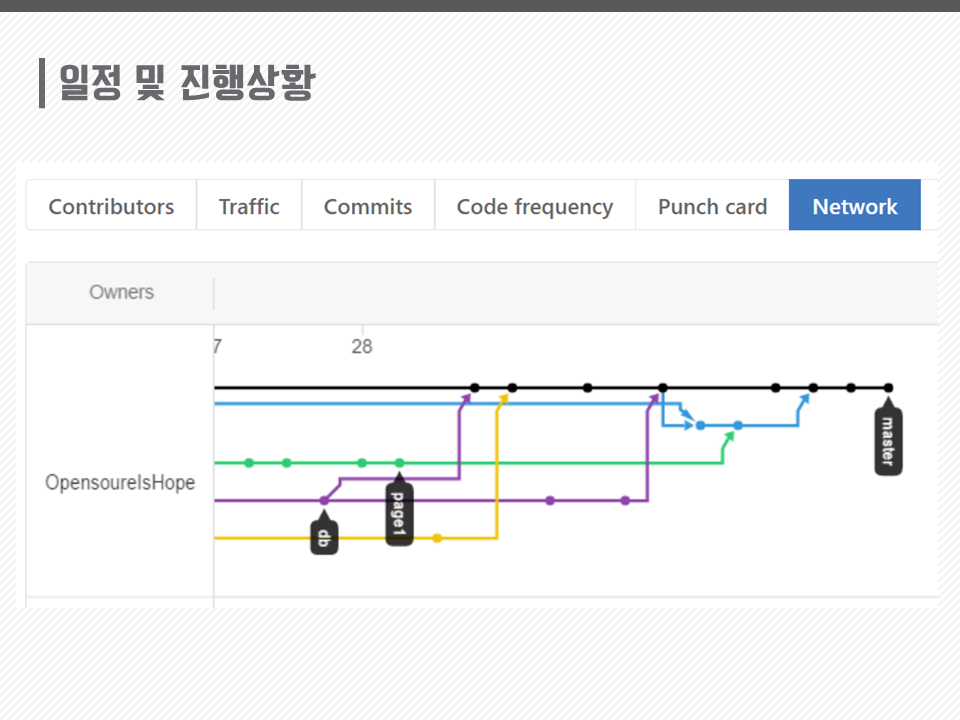 일정 및 진행상황
Contributors Traffic Commits Code frequency Punch card Network
Owners
7 28
OpensoureIsHope
master
page1
db